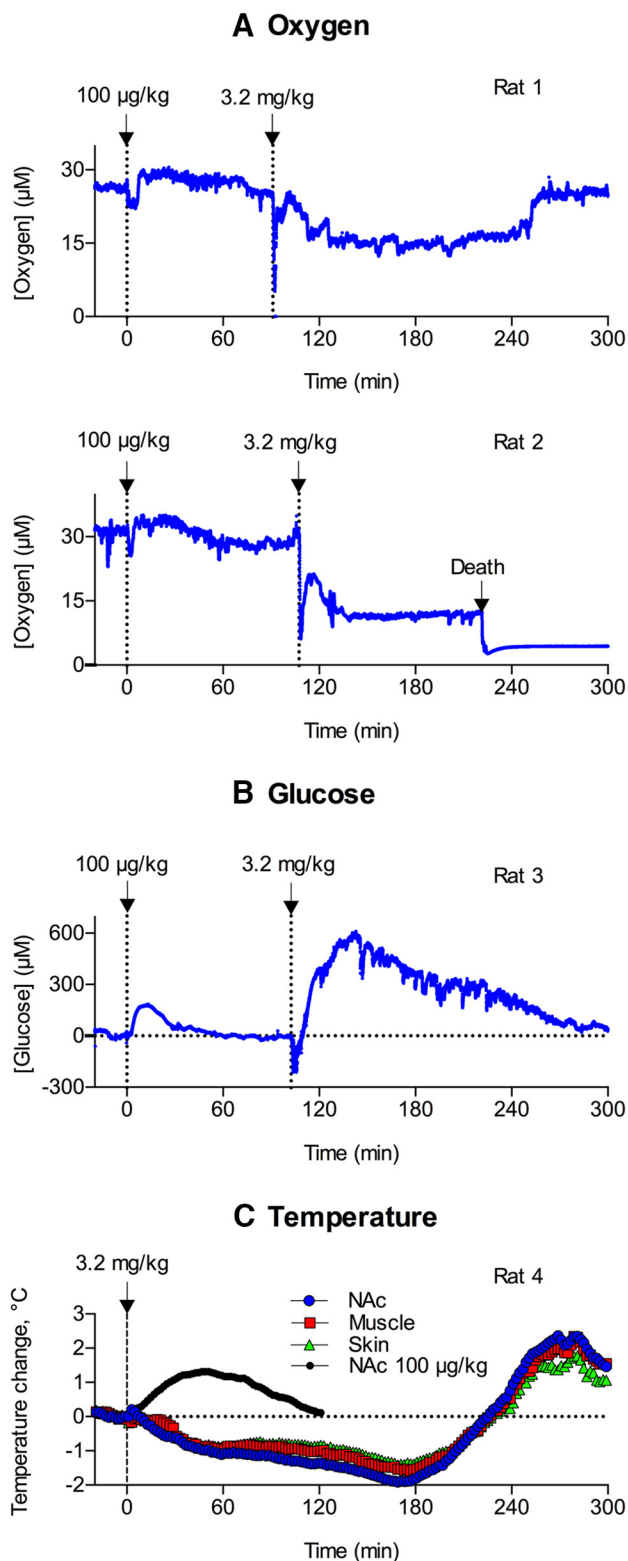 A Oxygen
100 µg/kg 3.2 mg/kg Rat 1
[Oxygen] (µM)
30
15
0
0 60 120 180 240 300
Time (min)
100 µg/kg 3.2 mg/kg Rat 2
[Oxygen] (µM)
30
15
0
Death
0 60 120 180 240 300
Time (min)
B Glucose
100 µg/kg 3.2 mg/kg Rat 3
[Glucose] (µM)
600
300
0
-300
0 60 120 180 240 300
Time (min)
C Temperature
3.2 mg/kg Rat 4
Temperature change, °C
3
2
1
0
-1
-2
NAc
Muscle
Skin
NAc 100 µg/kg
0 60 120 180 240 300
Time (min)